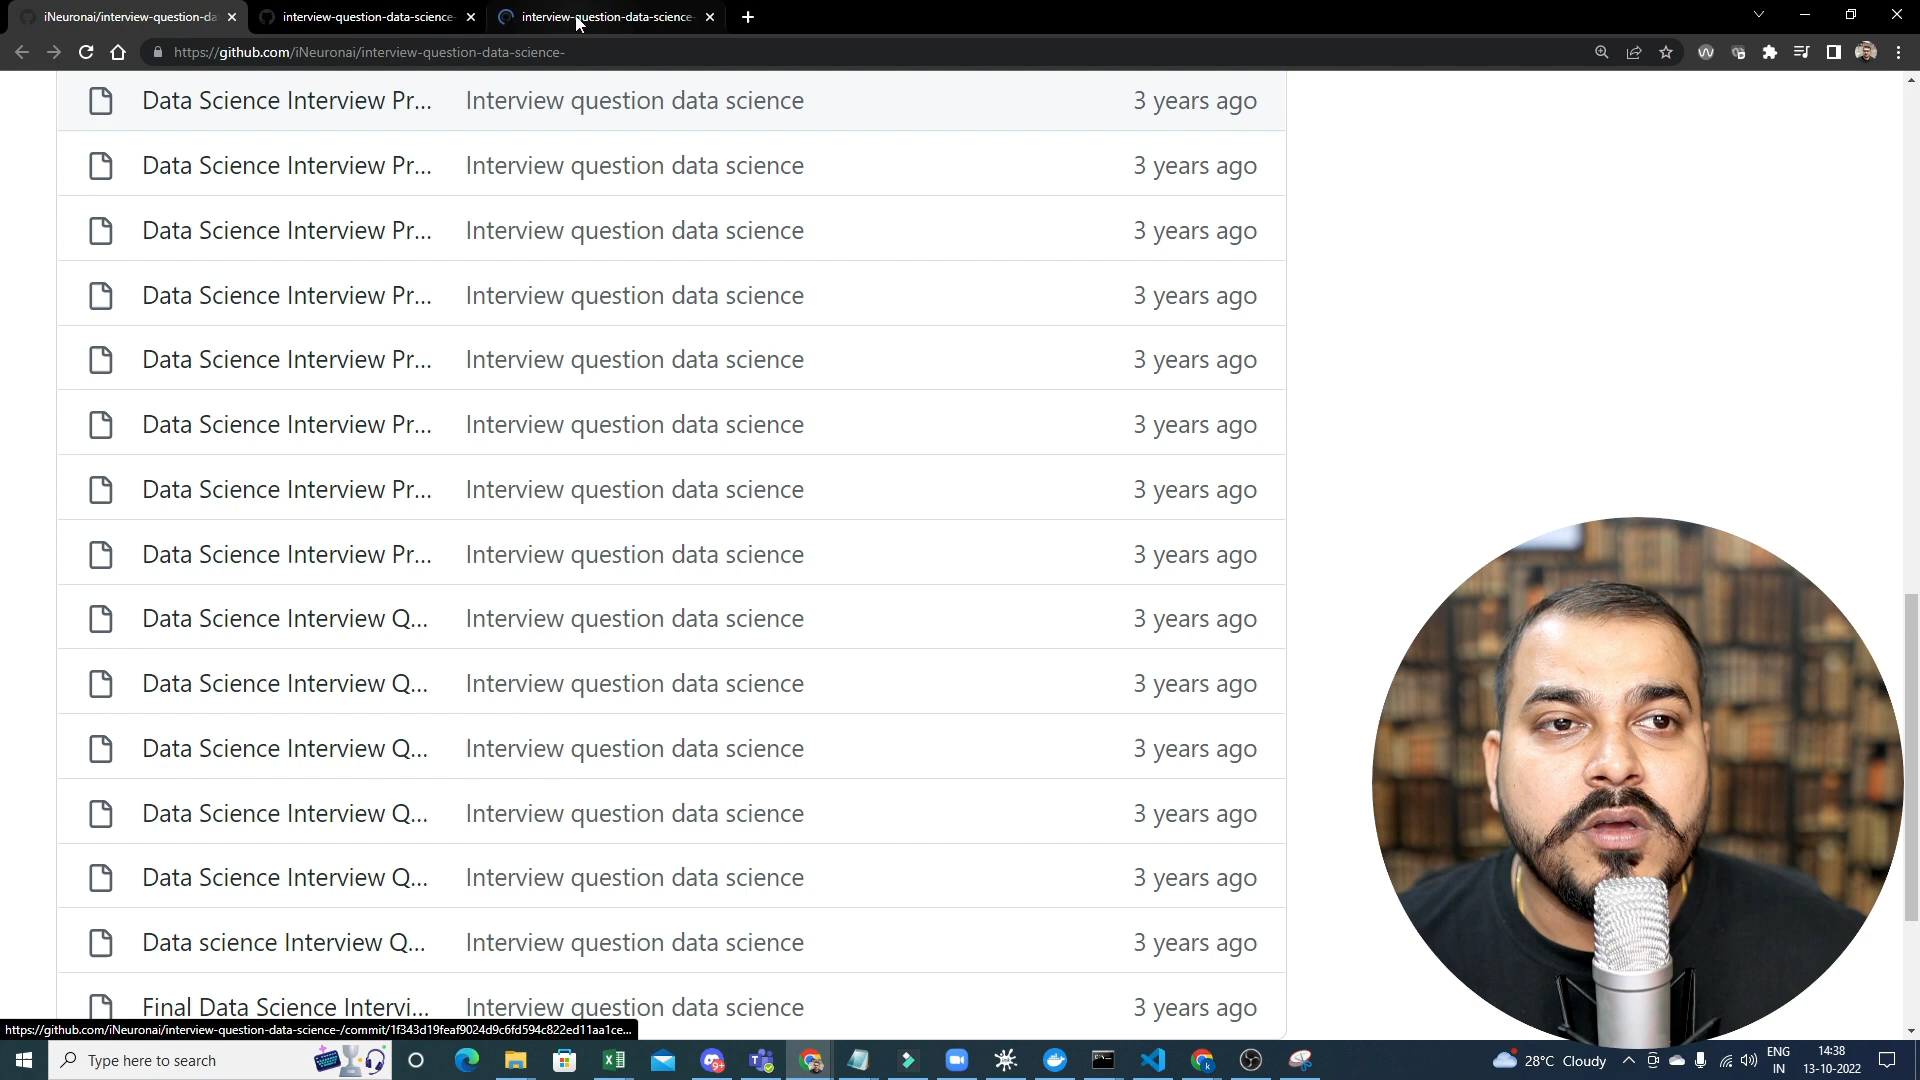 iNeuronai/interview-question-da
interview-question-data-science-
interview-question-data-science-
https://github.com/iNeuronai/interview-question-data-science-
Data Science Interview Pr... Interview question data science 3 years ago
Data Science Interview Pr... Interview question data science 3 years ago
Data Science Interview Pr... Interview question data science 3 years ago
Data Science Interview Pr... Interview question data science 3 years ago
Data Science Interview Pr... Interview question data science 3 years ago
Data Science Interview Pr... Interview question data science 3 years ago
Data Science Interview Pr... Interview question data science 3 years ago
Data Science Interview Pr... Interview question data science 3 years ago
Data Science Interview Q... Interview question data science 3 years ago
Data Science Interview Q... Interview question data science 3 years ago
Data Science Interview Q... Interview question data science 3 years ago
Data Science Interview Q... Interview question data science 3 years ago
Data Science Interview Q... Interview question data science 3 years ago
Data science Interview Q... Interview question data science 3 years ago
Final Data Science Intervi... Interview question data science 3 years ago
https://github.com/iNeuronai/interview-question-data-science-/commit/1f343d19feaf9024d9c6fd594c822ed11aa1ce...
Type here to search
28°C Cloudy
ENG
IN
14:38
13-10-2022